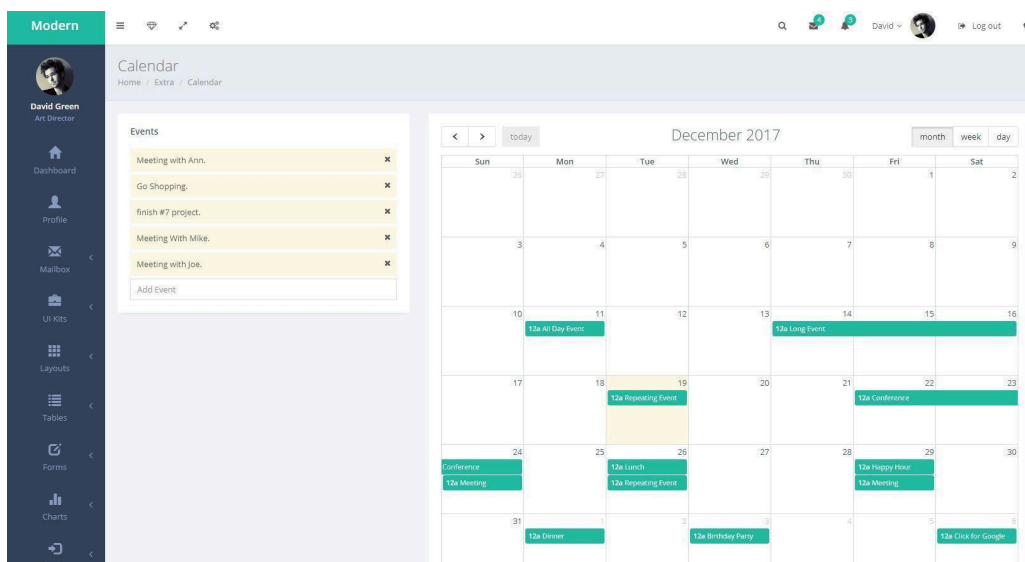 Modern
4
3
David
Log out
David Green
Art Director
Dashboard
Profile
Mailbox
UI Kits
Layouts
Tables
Forms
Charts
Calendar
Home / Extra / Calendar
Events
Meeting with Ann.
Go Shopping.
finish #7 project.
Meeting With Mike.
Meeting with Joe.
Add Event
today
December 2017
month week day
Sun Mon Tue Wed Thu Fri Sat
26 27 28 29 30 1 2
3 4 5 6 7 8 9
10 11 12 13 14 15 16
12a All Day Event 12a Long Event
17 18 19 20 21 22 23
12a Repeating Event 12a Conference
24 25 26 27 28 29 30
Conference 12a Lunch 12a Happy Hour
12a Meeting 12a Repeating Event 12a Meeting
31 1 2 3 4 5 6
12a Dinner 12a Birthday Party 12a Click for Google